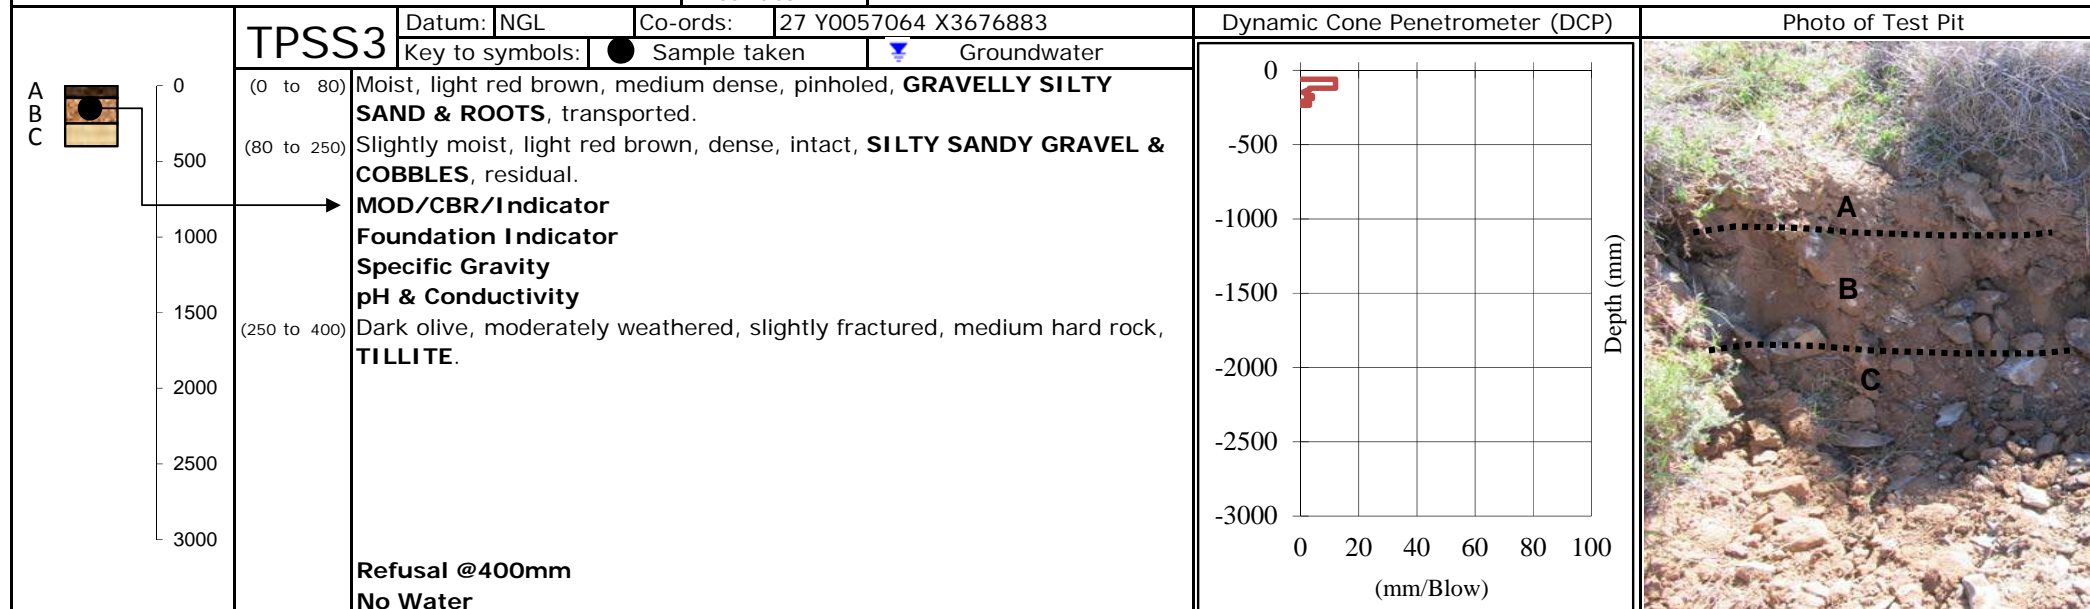 TPSS3
Datum: NGL Co-ords: 27 Y0057064 X3676883
Key to symbols: Sample taken Groundwater
Dynamic Cone Penetrometer (DCP)
Photo of Test Pit
A
B
C
0
500
1000
1500
2000
2500
3000
(0 to 80) Moist, light red brown, medium dense, pinholed, GRAVELLY SILTY
SAND & ROOTS, transported.
(80 to 250) Slightly moist, light red brown, dense, intact, SILTY SANDY GRAVEL &
COBBLES, residual.
MOD/CBR/Indicator
Foundation Indicator
Specific Gravity
pH & Conductivity
(250 to 400) Dark olive, moderately weathered, slightly fractured, medium hard rock,
TILLITE.
Refusal @400mm
No Water
0
-500
-1000
-1500
-2000
-2500
-3000
0 20 40 60 80 100
(mm/Blow)
Depth (mm)
A
A
B
C